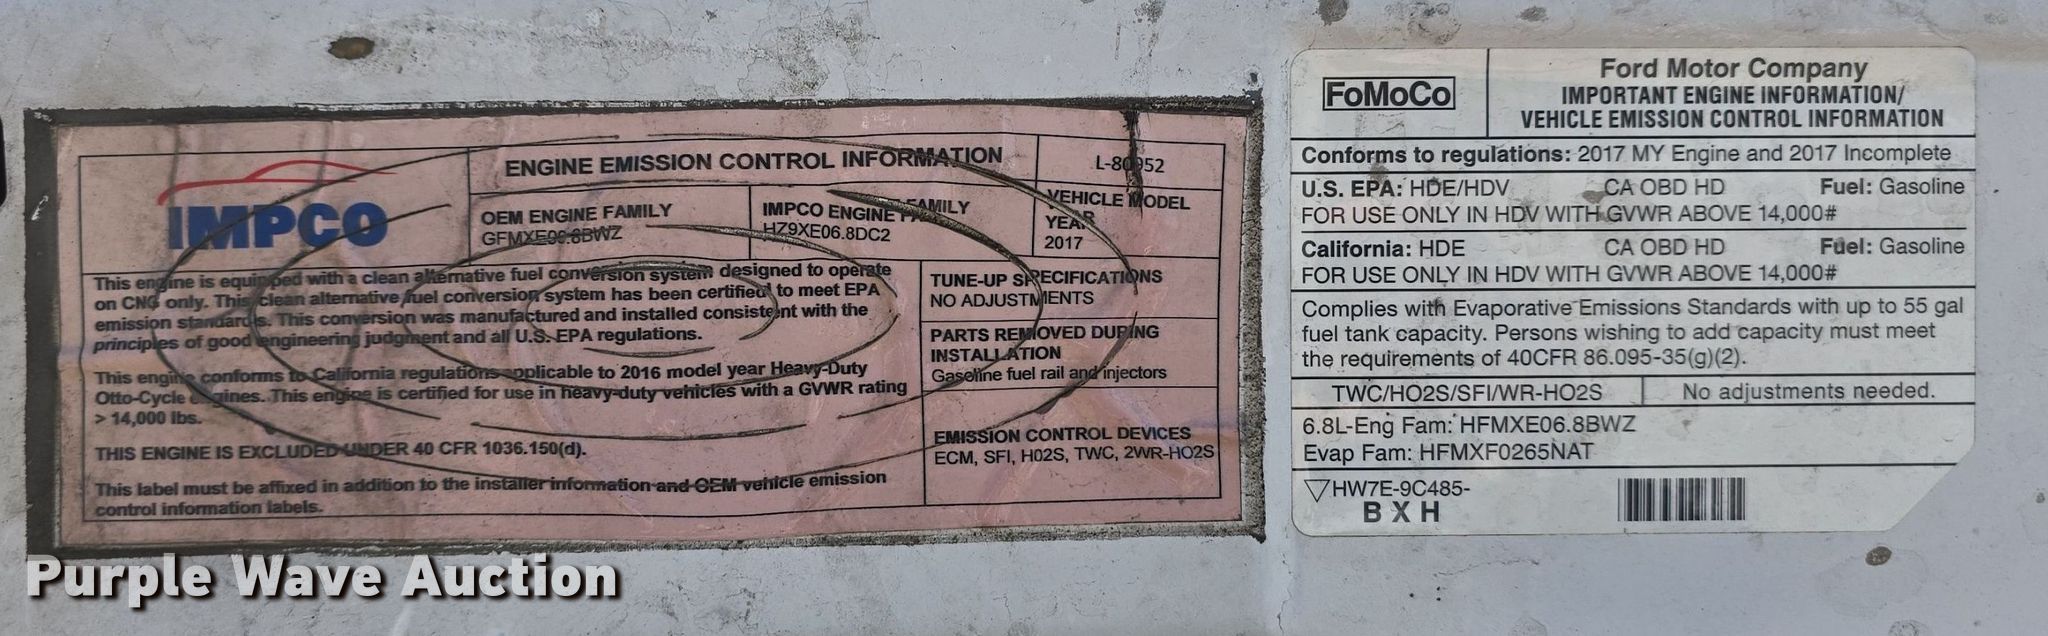 IMPCO
ENGINE EMISSION CONTROL INFORMATION
L-80952
OEM ENGINE FAMILY
GFMXE06.8BWZ
IMPCO ENGINE FAMILY
HZ9XE06.8DC2
VEHICLE MODEL
YEAR
2017
This engine is equipped with a clean alternative fuel conversion system designed to operate
on CNG only. This clean alternative fuel conversion system has been certified to meet EPA
emission standards. This conversion was manufactured and installed consistent with the
principles of good engineering judgment and all U.S. EPA regulations.
This engine conforms to California regulations applicable to 2016 model year Heavy-Duty
Otto-Cycle engines. This engine is certified for use in heavy-duty vehicles with a GVWR rating
> 14,000 lbs.
THIS ENGINE IS EXCLUDED UNDER 40 CFR 1036.150(d).
This label must be affixed in addition to the installer information and OEM vehicle emission
control information labels.
TUNE-UP SPECIFICATIONS
NO ADJUSTMENTS
PARTS REMOVED DURING
INSTALLATION
Gasoline fuel rail and injectors
EMISSION CONTROL DEVICES
ECM, SFI, H02S, TWC, 2WR-HO2S
FoMoCo
Ford Motor Company
IMPORTANT ENGINE INFORMATION/
VEHICLE EMISSION CONTROL INFORMATION
Conforms to regulations: 2017 MY Engine and 2017 Incomplete
U.S. EPA: HDE/HDV CA OBD HD Fuel: Gasoline
FOR USE ONLY IN HDV WITH GVWR ABOVE 14,000#
California: HDE CA OBD HD Fuel: Gasoline
FOR USE ONLY IN HDV WITH GVWR ABOVE 14,000#
Complies with Evaporative Emissions Standards with up to 55 gal
fuel tank capacity. Persons wishing to add capacity must meet
the requirements of 40CFR 86.095-35(g)(2).
TWC/HO2S/SFI/WR-HO2S No adjustments needed.
6.8L-Eng Fam: HFMXE06.8BWZ
Evap Fam: HFMXF0265NAT
▽HW7E-9C485-
B X H
Purple Wave Auction